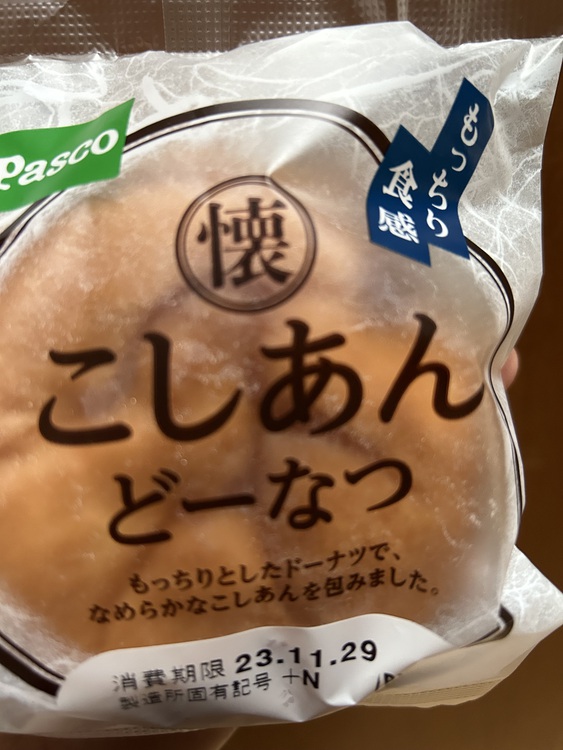 Pasco
もっちり
食感
懐
こしあん
どーなつ
もっちりとしたドーナツで、
なめらかなこしあんを包みました。
消費期限 23.11.29
製造所固有記号 +N